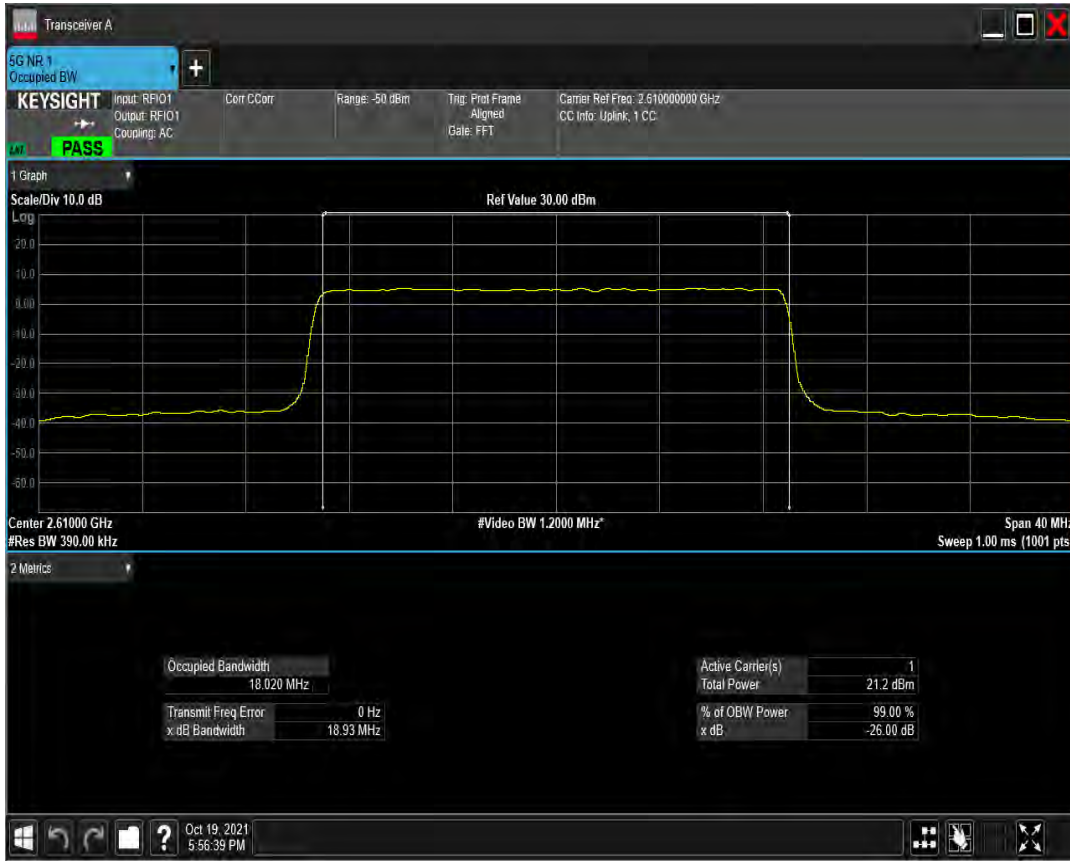 Transceiver A
5G NR 1
Occupied BW
+
KEYSIGHT
Input: RFIO1
Output: RFIO1
Coupling: AC
Corr CCorr
Range: -50 dBm
Trig: Prot Frame
Aligned
Gate: FFT
Carrier Ref Freq: 2.610000000 GHz
CC Info: Uplink, 1 CC
PASS
1 Graph
Scale/Div 10.0 dB
Ref Value 30.00 dBm
Log
20.0
10.0
0.00
-10.0
-20.0
-30.0
-40.0
-50.0
-60.0
Center 2.61000 GHz
#Video BW 1.2000 MHz*
Span 40 MHz
#Res BW 390.00 kHz
Sweep 1.00 ms (1001 pts
2 Metrics
Occupied Bandwidth
18.020 MHz
Transmit Freq Error 0 Hz
x dB Bandwidth 18.93 MHz
Active Carrier(s) 1
Total Power 21.2 dBm
% of OBW Power 99.00 %
x dB -26.00 dB
?
Oct 19, 2021
5:56:39 PM